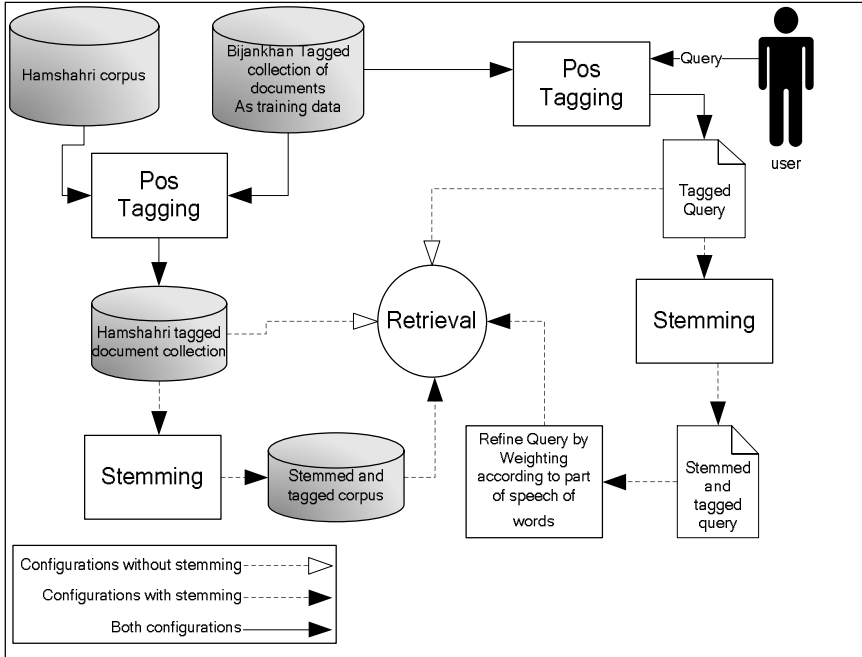 Hamshahri corpus
Bijankhan Tagged
collection of
documents
As training data
Pos
Tagging
Query
user
Pos
Tagging
Tagged
Query
Hamshahri tagged
document collection
Retrieval
Stemming
Stemming
Stemmed and
tagged corpus
Refine Query by
Weighting
according to part
of speech of
words
Stemmed
and
tagged
query
Configurations without stemming
Configurations with stemming
Both configurations